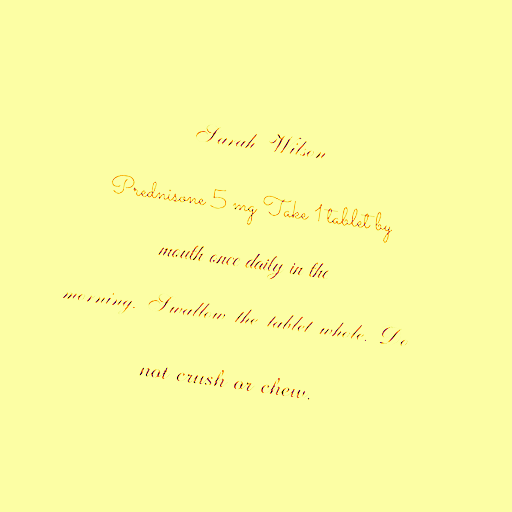 Sarah Wilson
Prednisone 5 mg Take 1 tablet by
mouth once daily in the
morning. Swallow the tablet whole. Do
not crush or chew.